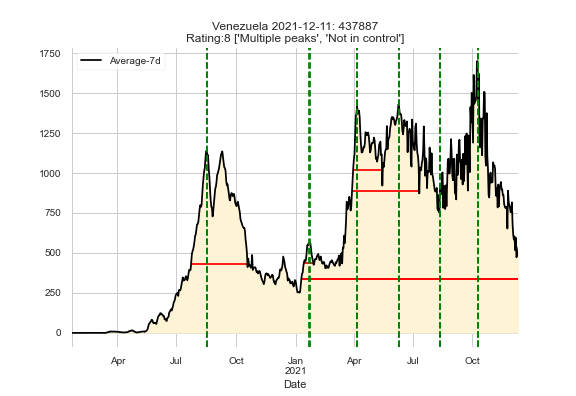 Venezuela 2021-12-11: 437887
Rating:8 ['Multiple peaks', 'Not in control']
Average-7d
1750
1500
1250
1000
750
500
250
0
Apr
Jul
Oct
Jan
2021
Apr
Jul
Oct
Date